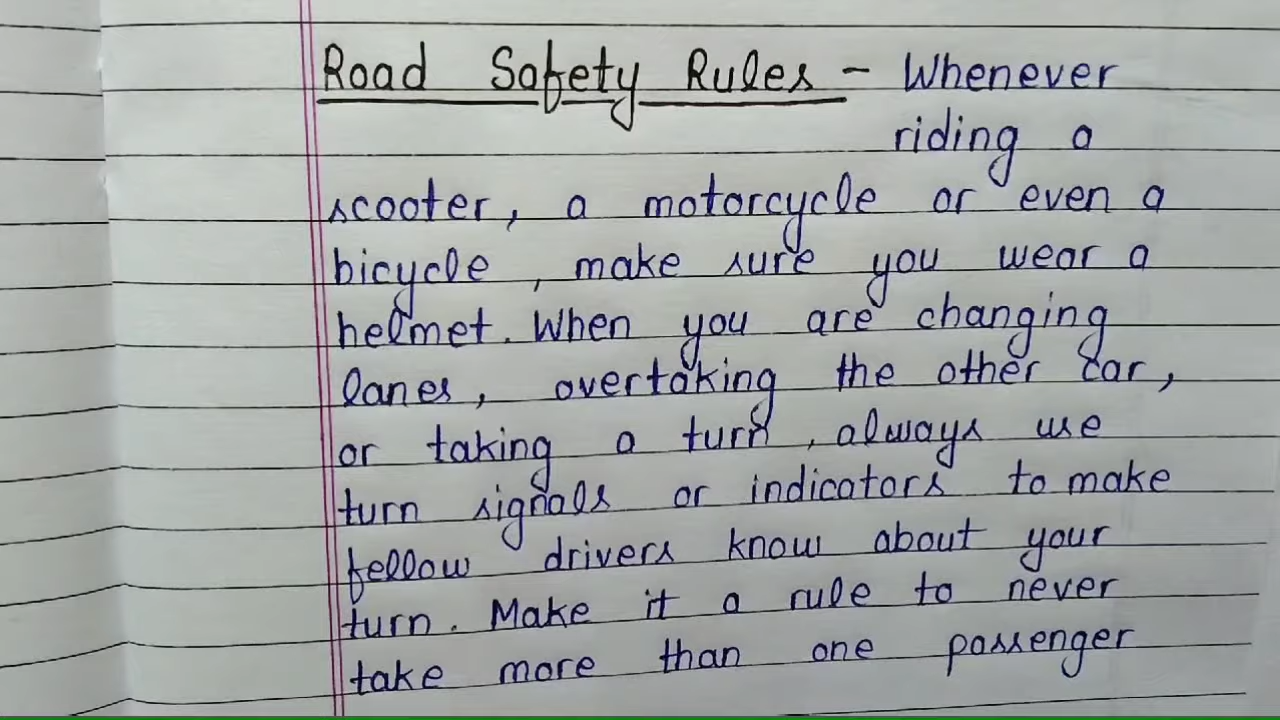 Road Safety Rules - Whenever
riding a
scooter, a motorcycle or even a
bicycle, make sure you wear a
helmet. When you are changing
lanes, overtaking the other car,
or taking a turn, always use
turn signals or indicators to make
fellow drivers know about your
turn. Make it a rule to never
take more than one passenger